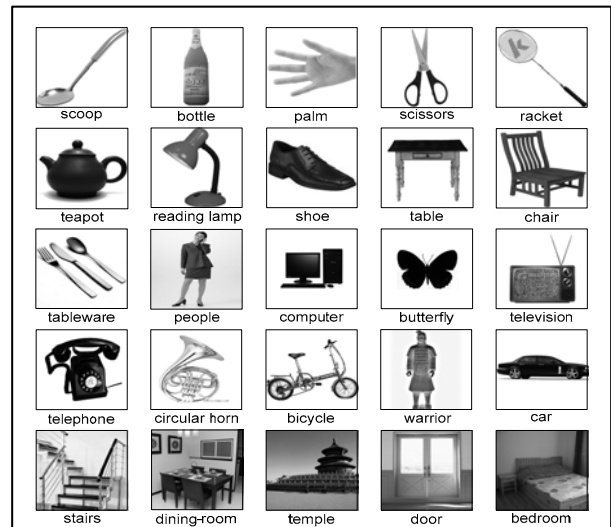 scoop bottle palm scissors racket
teapot reading lamp shoe table chair
tableware people computer butterfly television
telephone circular horn bicycle warrior car
stairs dining-room temple door bedroom